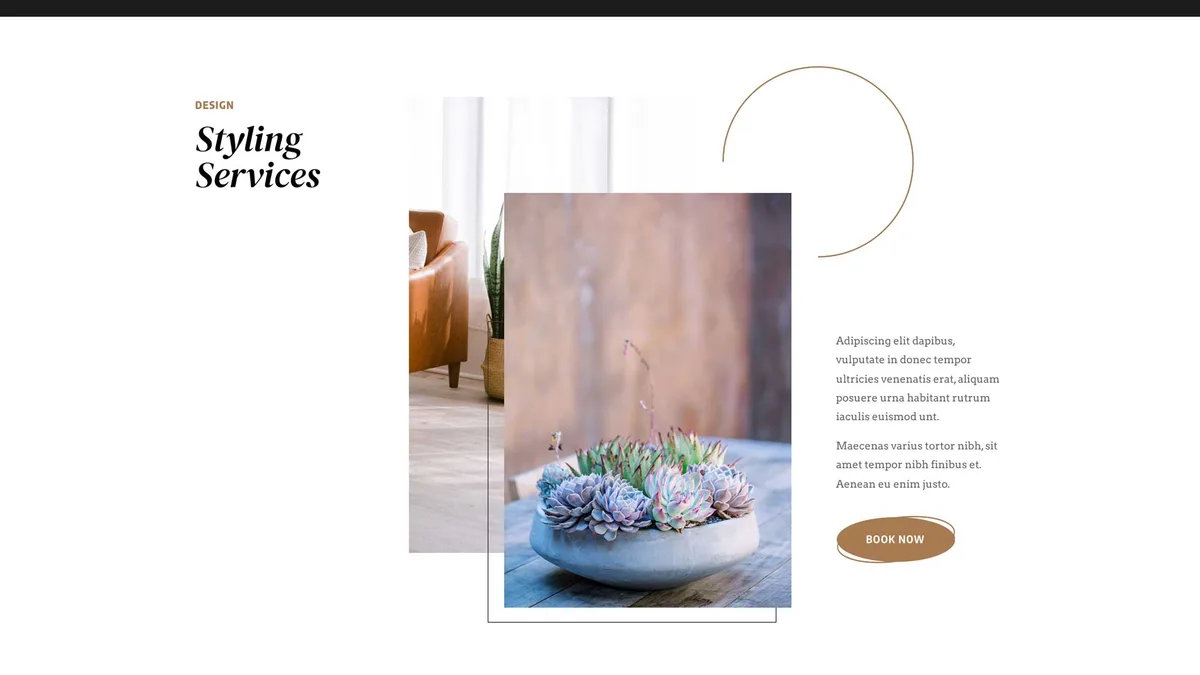 DESIGN
Styling
Services
Adipiscing elit dapibus,
vulputate in donec tempor
ultricies venenatis erat, aliquam
posuere urna habitant rutrum
iaculis euismod unt.
Maecenas varius tortor nibh, sit
amet tempor nibh finibus et.
Aenean eu enim justo.
BOOK NOW